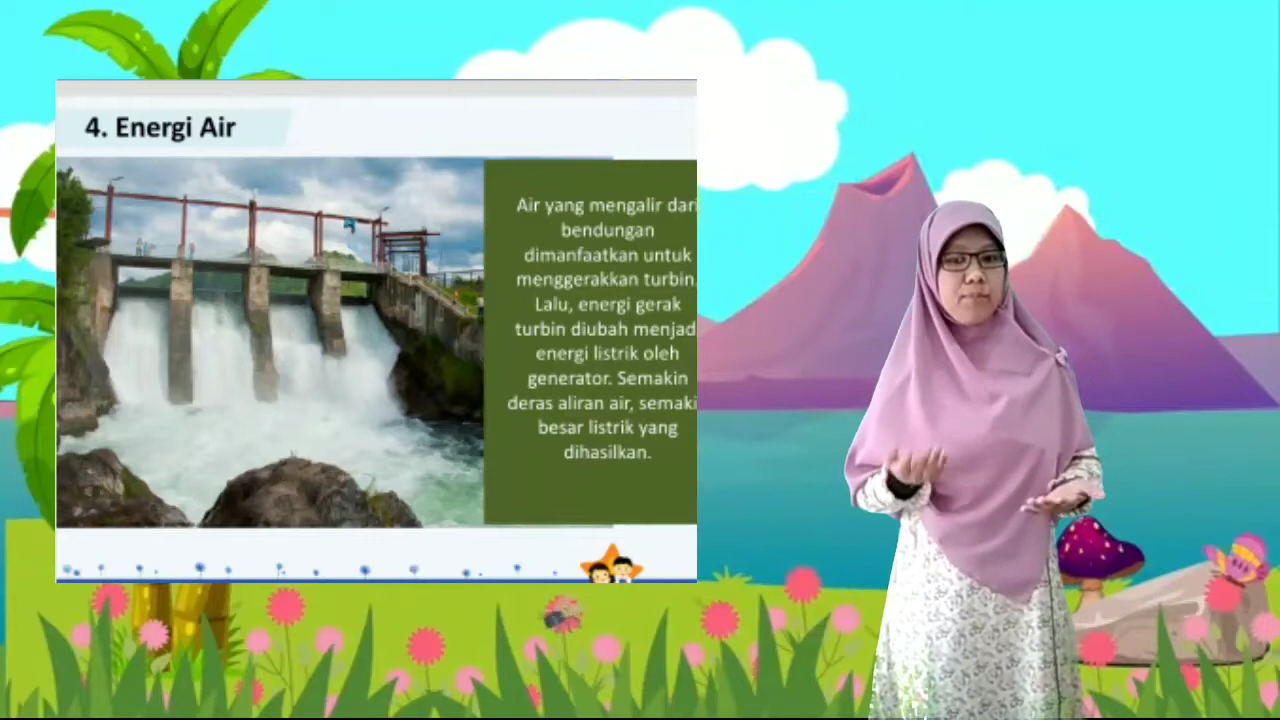 4. Energi Air
Air yang mengalir dari
bendungan
dimanfaatkan untuk
menggerakkan turbin.
Lalu, energi gerak
turbin diubah menjad
energi listrik oleh
generator. Semakin
deras aliran air, semaki
besar listrik yang
dihasilkan.